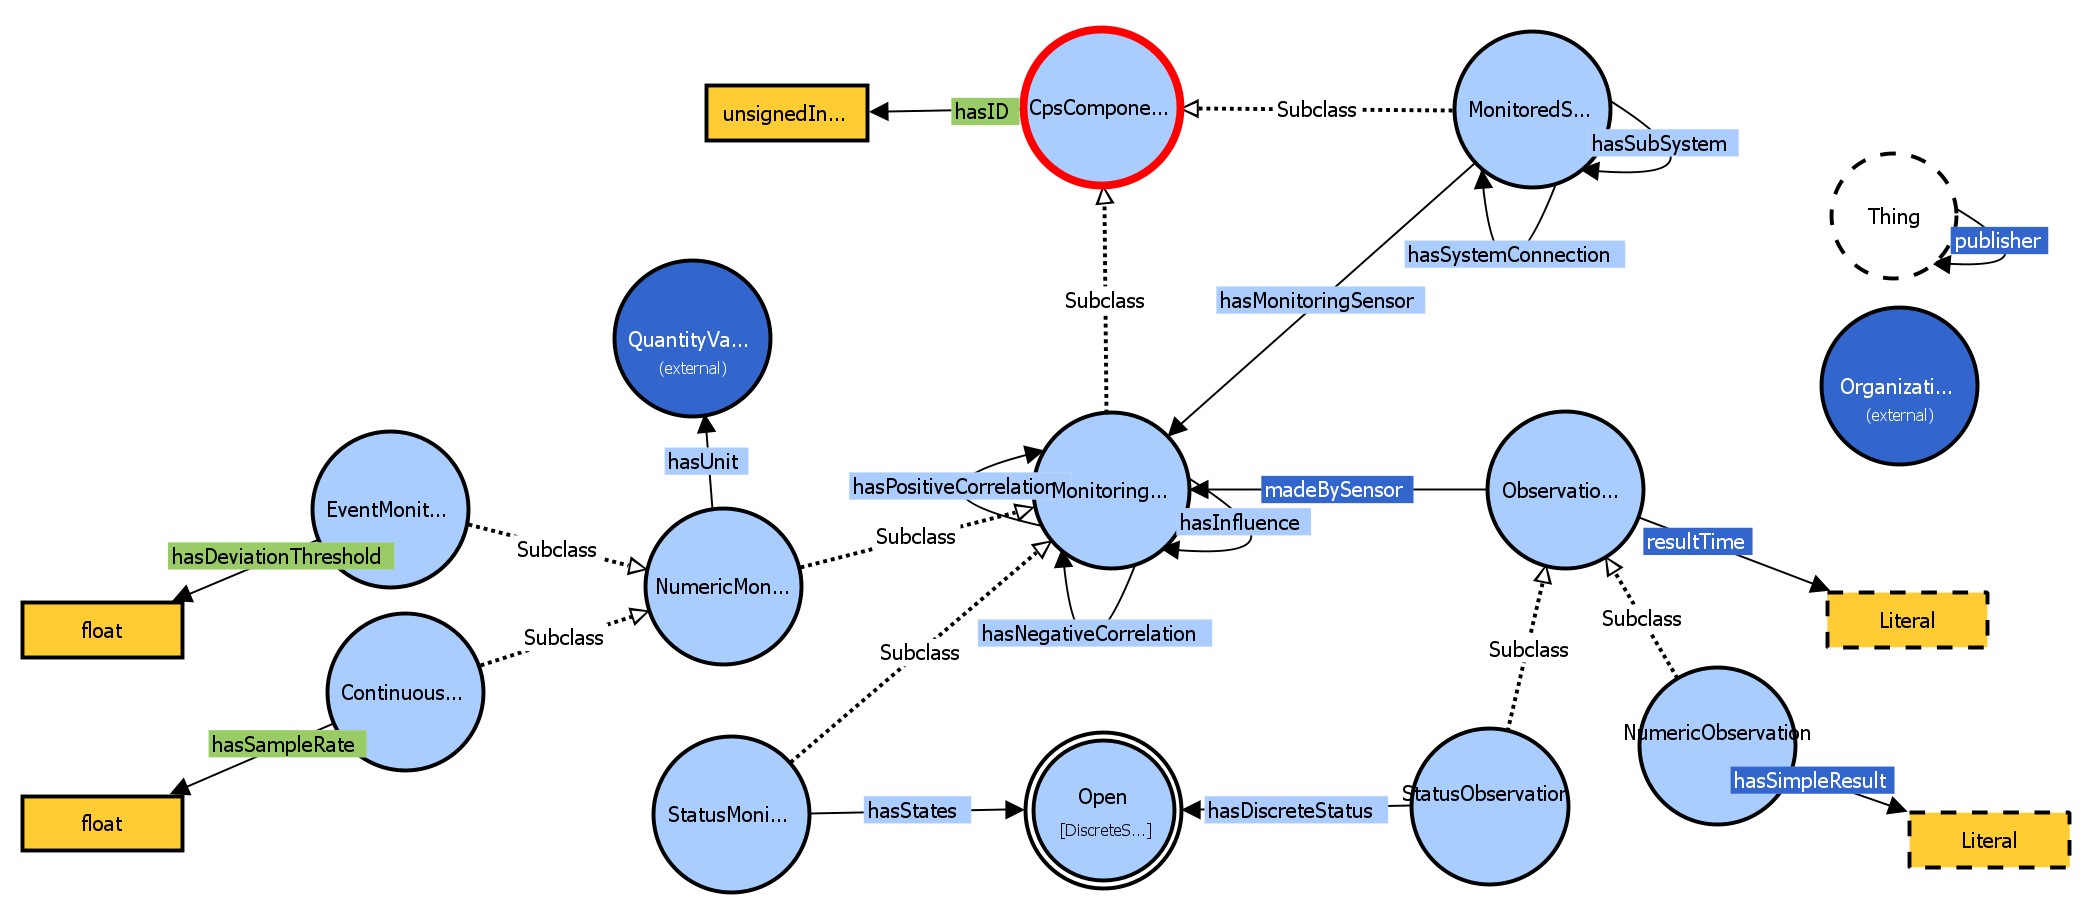 unsignedIn...
hasID
CpsCompone...
Subclass
MonitoredS...
hasSubSystem
hasSystemConnection
Thing
publisher
Subclass
hasMonitoringSensor
QuantityVa...
(external)
Organizati...
(external)
hasUnit
EventMonit...
hasPositiveCorrelation
Monitoring...
madeBySensor
Observatio...
hasInfluence
resultTime
Subclass
Subclass
hasDeviationThreshold
NumericMon...
float
Subclass
hasNegativeCorrelation
Subclass
Subclass
Subclass
Literal
Continuous...
hasSampleRate
NumericObservation
hasSimpleResult
float
StatusMoni...
hasStates
Open
[DiscreteS...]
hasDiscreteStatus
StatusObservation
Literal